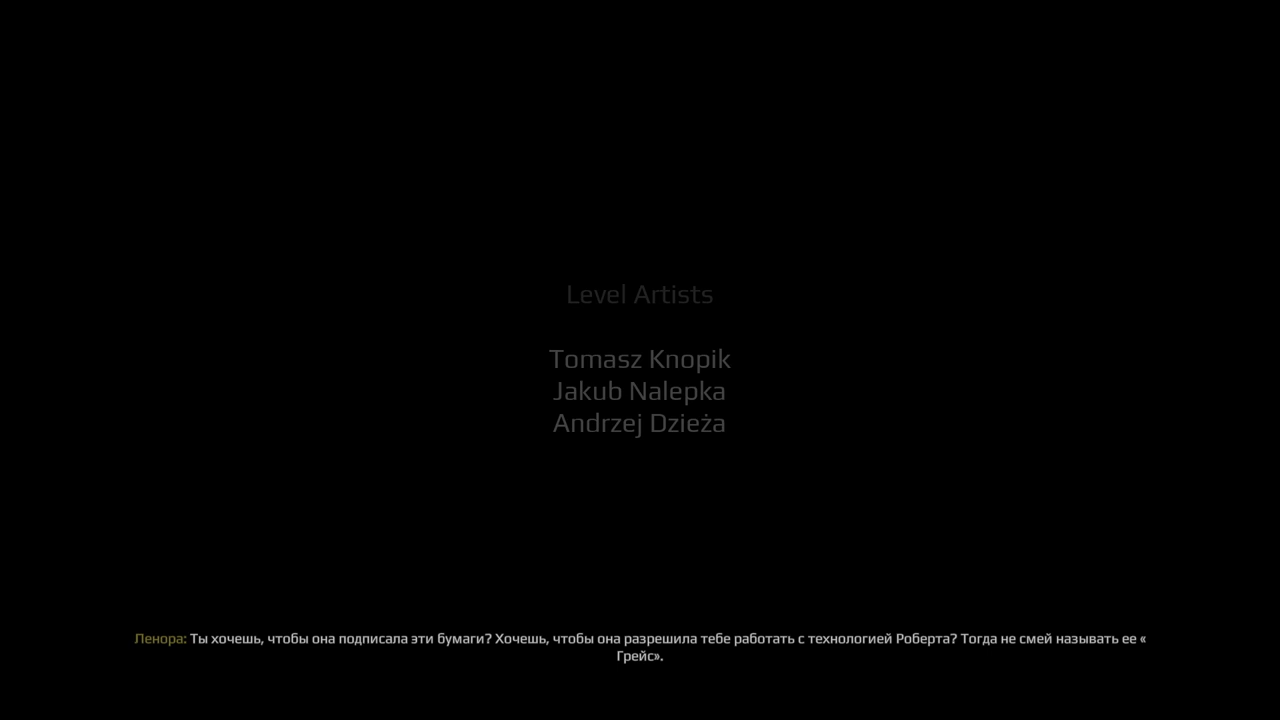 Level Artists
Tomasz Knopik
Jakub Nalepka
Andrzej Dzieża
Ленора: Ты хочешь, чтобы она подписала эти бумаги? Хочешь, чтобы она разрешила тебе работать с технологией Роберта? Тогда не смей называть ее «
Грейс».